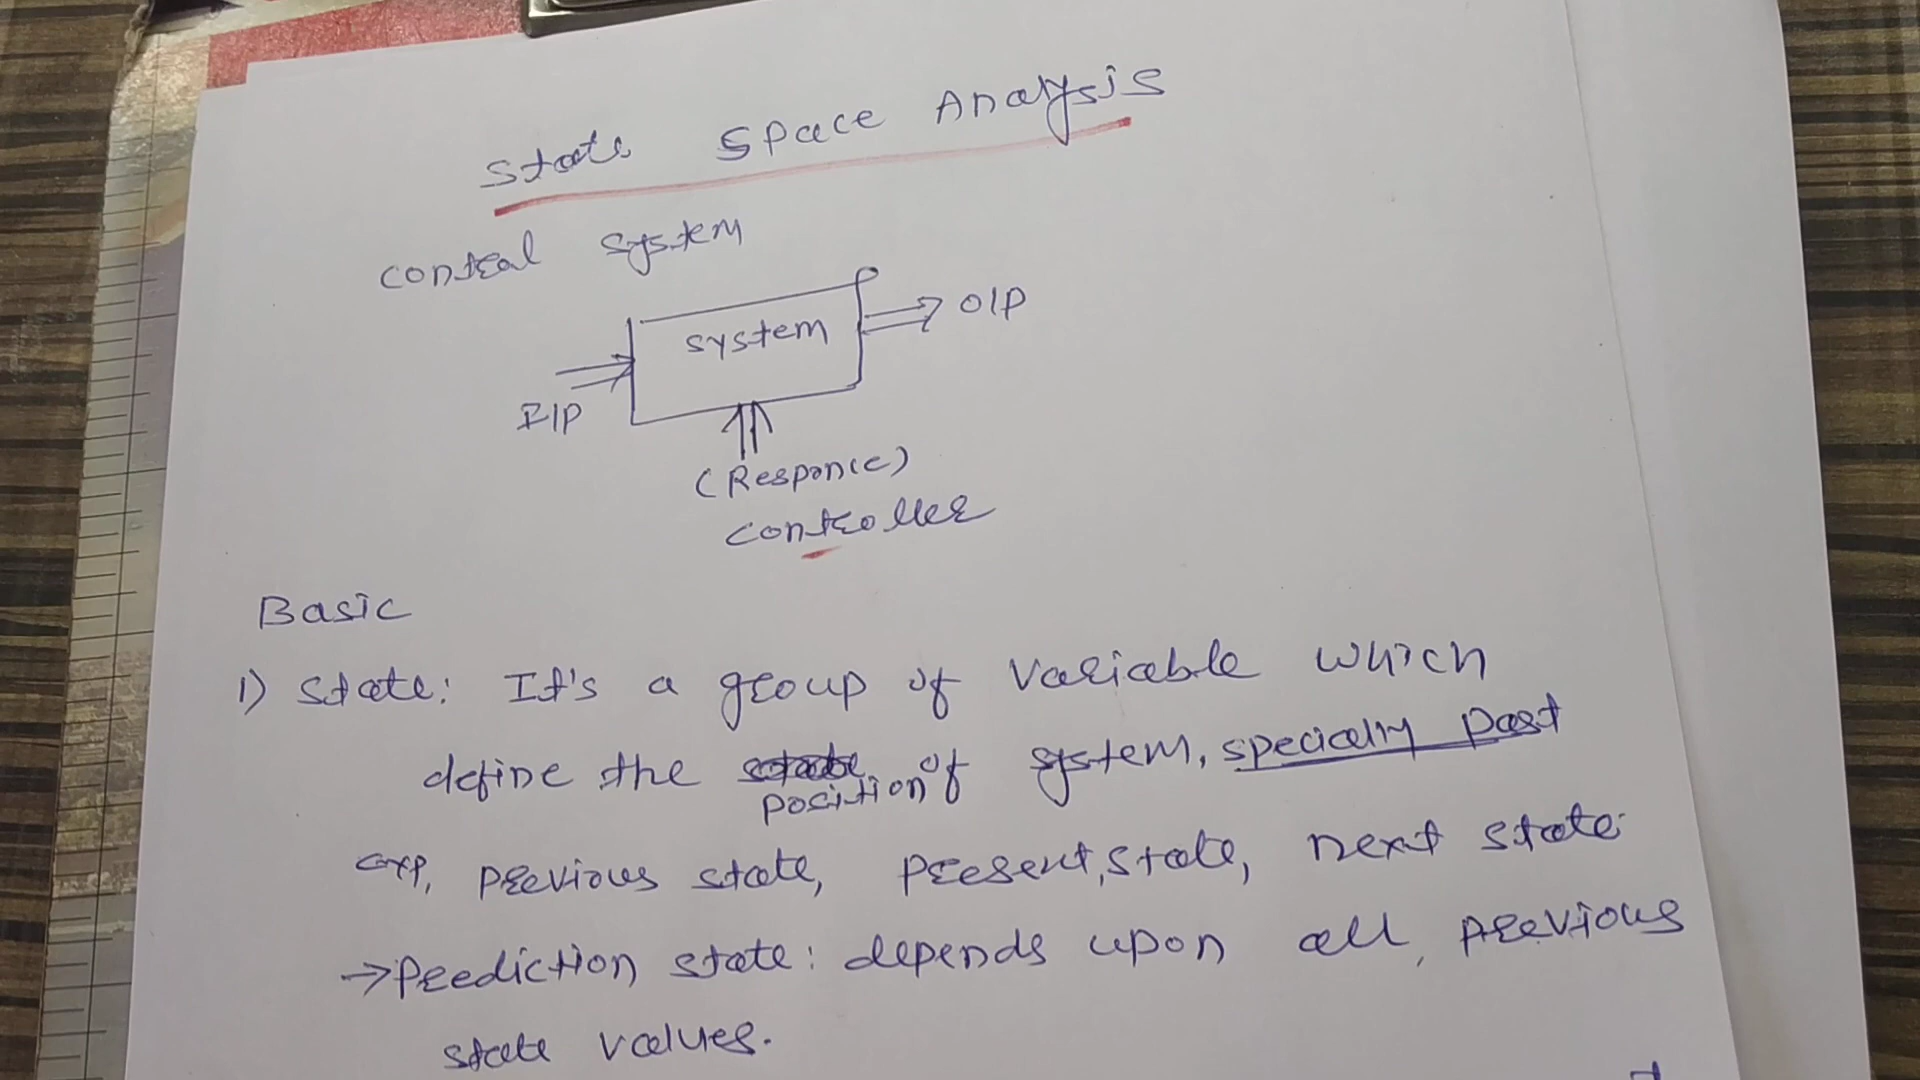 State Space Analysis
control system
system
O/P
I/P
(Responce)
controller
Basic
1) state: It's a group of variable which
define the position of system, specially past
exp, previous state, present, state, next state
→ Prediction state: depends upon all, previous
state values.